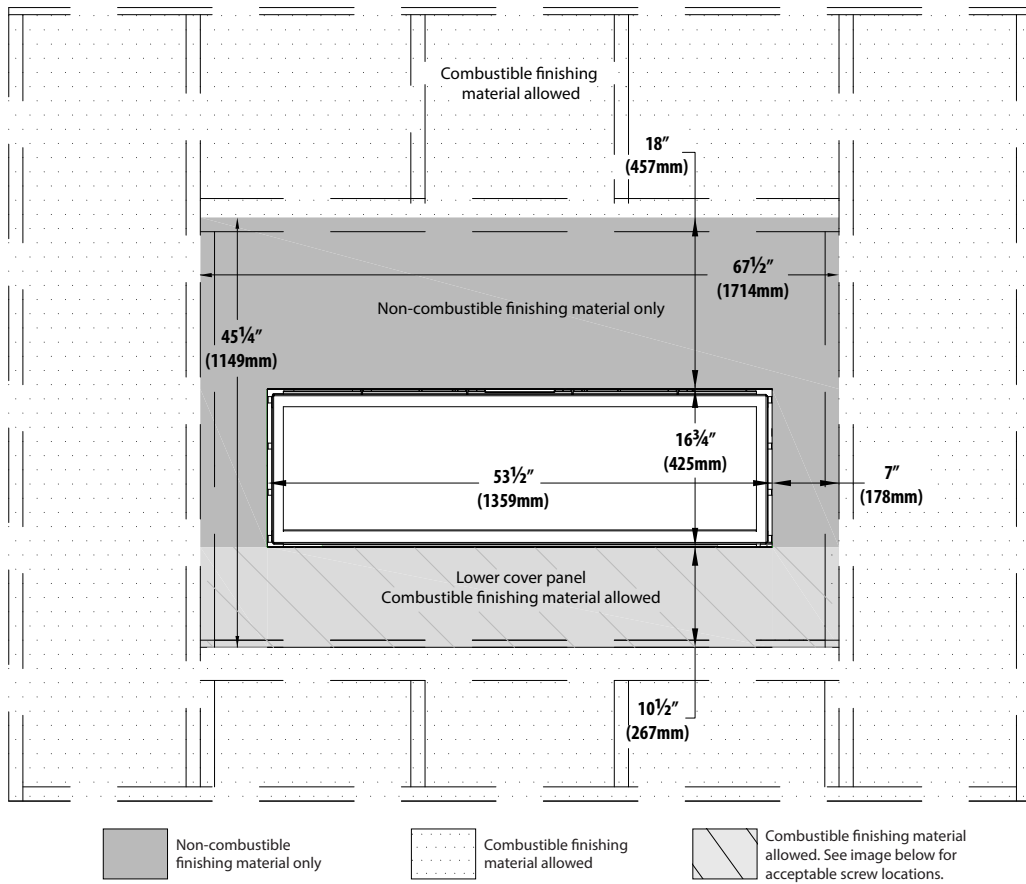 Combustible finishing
material allowed
18″
(457mm)
67½″
(1714mm)
Non-combustible finishing material only
45¼″
(1149mm)
16¾″
(425mm)
53½″
(1359mm)
7″
(178mm)
Lower cover panel
Combustible finishing material allowed
10½″
(267mm)
Non-combustible
finishing material only
Combustible finishing
material allowed
Combustible finishing material
allowed. See image below for
acceptable screw locations.